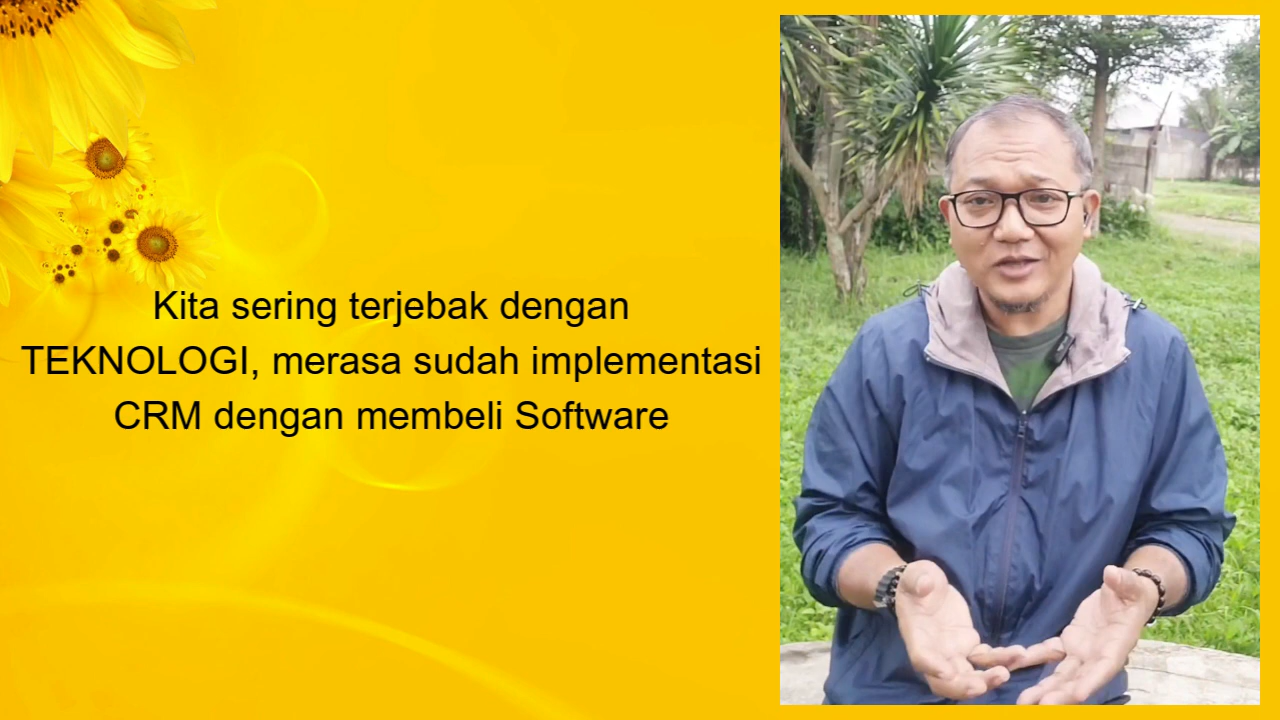 Kita sering terjebak dengan
TEKNOLOGI, merasa sudah implementasi
CRM dengan membeli Software